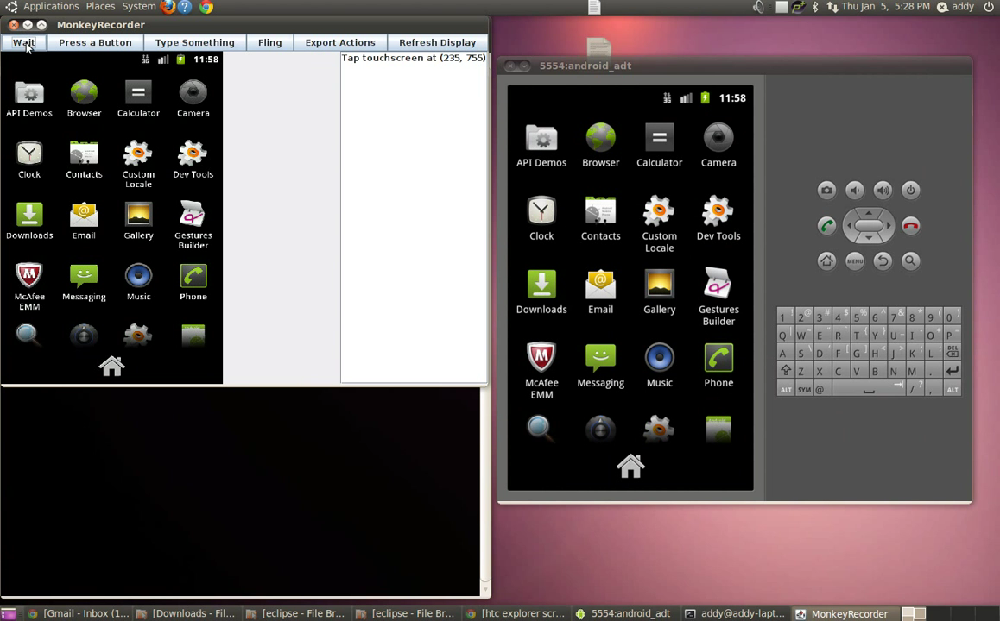 Applications Places System Thu Jan 5, 5:28 PM addy
MonkeyRecorder
Wait Press a Button Type Something Fling Export Actions Refresh Display
11:58
Tap touchscreen at (235, 755)
API Demos Browser Calculator Camera
Clock Contacts Custom Locale Dev Tools
Downloads Email Gallery Gestures Builder
McAfee EMM Messaging Music Phone
5554:android_adt
11:58
API Demos Browser Calculator Camera
Clock Contacts Custom Locale Dev Tools
Downloads Email Gallery Gestures Builder
McAfee EMM Messaging Music Phone
MENU
1 ! 2 @ 3 # 4 $ 5 % 6 ^ 7 & 8 * 9 ( 0 )
Q W E R T Y U I O P
A S D F G H J K L DEL
Z X C V B N M .
ALT SYM @ / ? , ALT
[Gmail - Inbox (1... [Downloads - Fil... [eclipse - File Br... [eclipse - File Br... [htc explorer scr... 5554:android_adt addy@addy-lapt... MonkeyRecorder